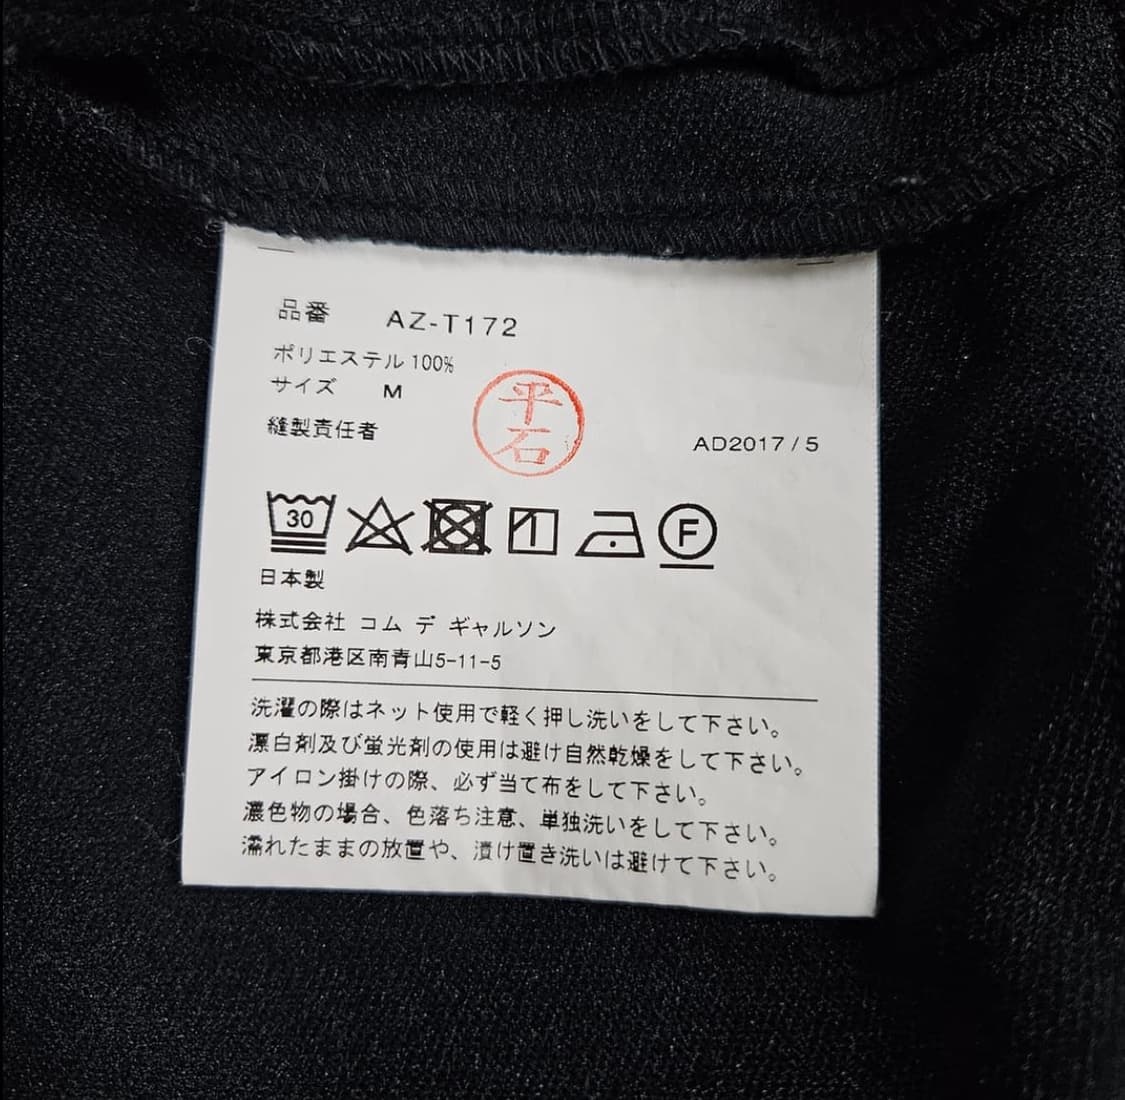 品番 AZ-T172
ポリエステル 100%
サイズ M
縫製責任者 平石
AD2017 / 5
30 F
日本製
株式会社 コム デ ギャルソン
東京都港区南青山5-11-5
洗濯の際はネット使用で軽く押し洗いをして下さい。
漂白剤及び蛍光剤の使用は避け自然乾燥をして下さい。
アイロン掛けの際、必ず当て布をして下さい。
濃色物の場合、色落ち注意、単独洗いをして下さい。
濡れたままの放置や、漬け置き洗いは避けて下さい。